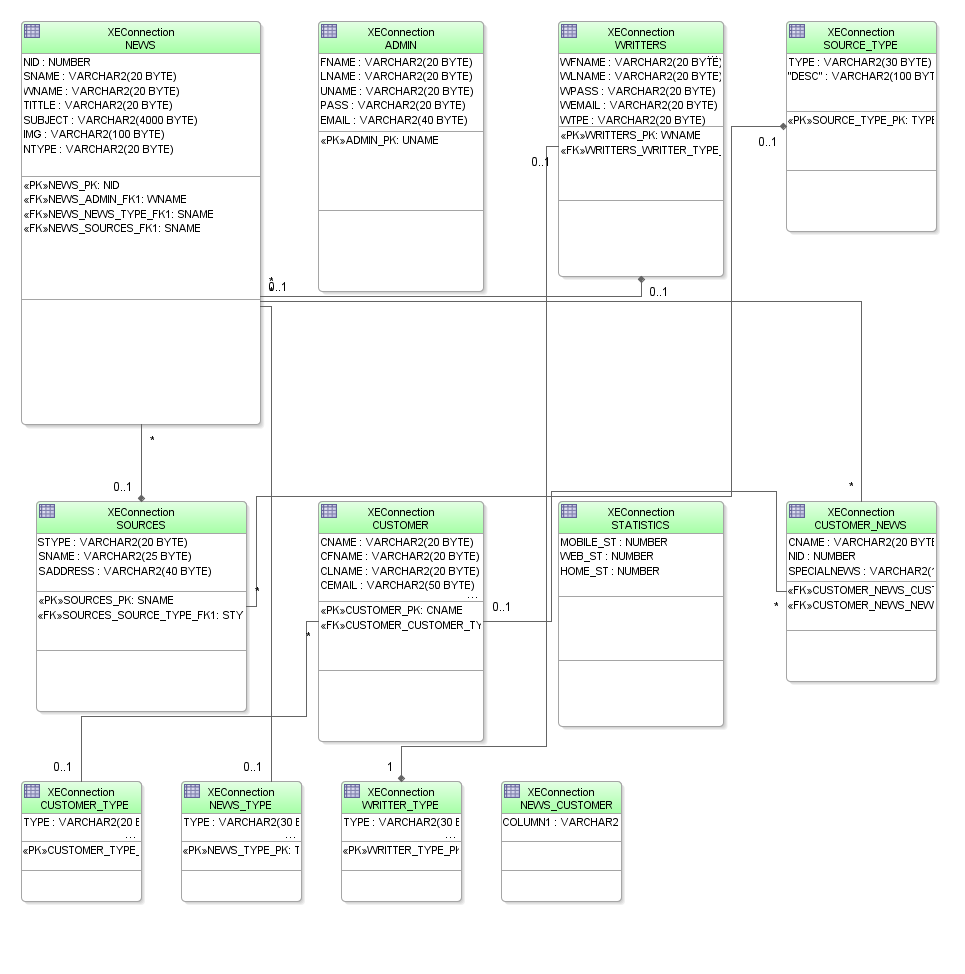 XEConnection
NEWS
NID : NUMBER
SNAME : VARCHAR2(20 BYTE)
WNAME : VARCHAR2(20 BYTE)
TITTLE : VARCHAR2(20 BYTE)
SUBJECT : VARCHAR2(4000 BYTE)
IMG : VARCHAR2(100 BYTE)
NTYPE : VARCHAR2(20 BYTE)
«PK»NEWS_PK: NID
«FK»NEWS_ADMIN_FK1: WNAME
«FK»NEWS_NEWS_TYPE_FK1: SNAME
«FK»NEWS_SOURCES_FK1: SNAME
XEConnection
ADMIN
FNAME : VARCHAR2(20 BYTE)
LNAME : VARCHAR2(20 BYTE)
UNAME : VARCHAR2(20 BYTE)
PASS : VARCHAR2(20 BYTE)
EMAIL : VARCHAR2(40 BYTE)
«PK»ADMIN_PK: UNAME
XEConnection
WRITTERS
WFNAME : VARCHAR2(20 BYTE)
WLNAME : VARCHAR2(20 BYTE)
WPASS : VARCHAR2(20 BYTE)
WEMAIL : VARCHAR2(20 BYTE)
WTPE : VARCHAR2(20 BYTE)
...
«PK»WRITTERS_PK: WNAME
«FK»WRITTERS_WRITTER_TYPE_
XEConnection
SOURCE_TYPE
TYPE : VARCHAR2(30 BYTE)
"DESC" : VARCHAR2(100 BYT
«PK»SOURCE_TYPE_PK: TYPE
0..1
0..1
*
0..1
0..1
*
0..1
*
XEConnection
SOURCES
STYPE : VARCHAR2(20 BYTE)
SNAME : VARCHAR2(25 BYTE)
SADDRESS : VARCHAR2(40 BYTE)
«PK»SOURCES_PK: SNAME
«FK»SOURCES_SOURCE_TYPE_FK1: STY
*
XEConnection
CUSTOMER
CNAME : VARCHAR2(20 BYTE)
CFNAME : VARCHAR2(20 BYTE)
CLNAME : VARCHAR2(20 BYTE)
CEMAIL : VARCHAR2(50 BYTE)
...
«PK»CUSTOMER_PK: CNAME
«FK»CUSTOMER_CUSTOMER_TY
*
0..1
XEConnection
STATISTICS
MOBILE_ST : NUMBER
WEB_ST : NUMBER
HOME_ST : NUMBER
*
XEConnection
CUSTOMER_NEWS
CNAME : VARCHAR2(20 BYTE
NID : NUMBER
SPECIALNEWS : VARCHAR2(
«FK»CUSTOMER_NEWS_CUST
«FK»CUSTOMER_NEWS_NEW
0..1
0..1
1
XEConnection
CUSTOMER_TYPE
TYPE : VARCHAR2(20 B
...
«PK»CUSTOMER_TYPE_
XEConnection
NEWS_TYPE
TYPE : VARCHAR2(30 B
...
«PK»NEWS_TYPE_PK: T
XEConnection
WRITTER_TYPE
TYPE : VARCHAR2(30 B
...
«PK»WRITTER_TYPE_PK
XEConnection
NEWS_CUSTOMER
COLUMN1 : VARCHAR2